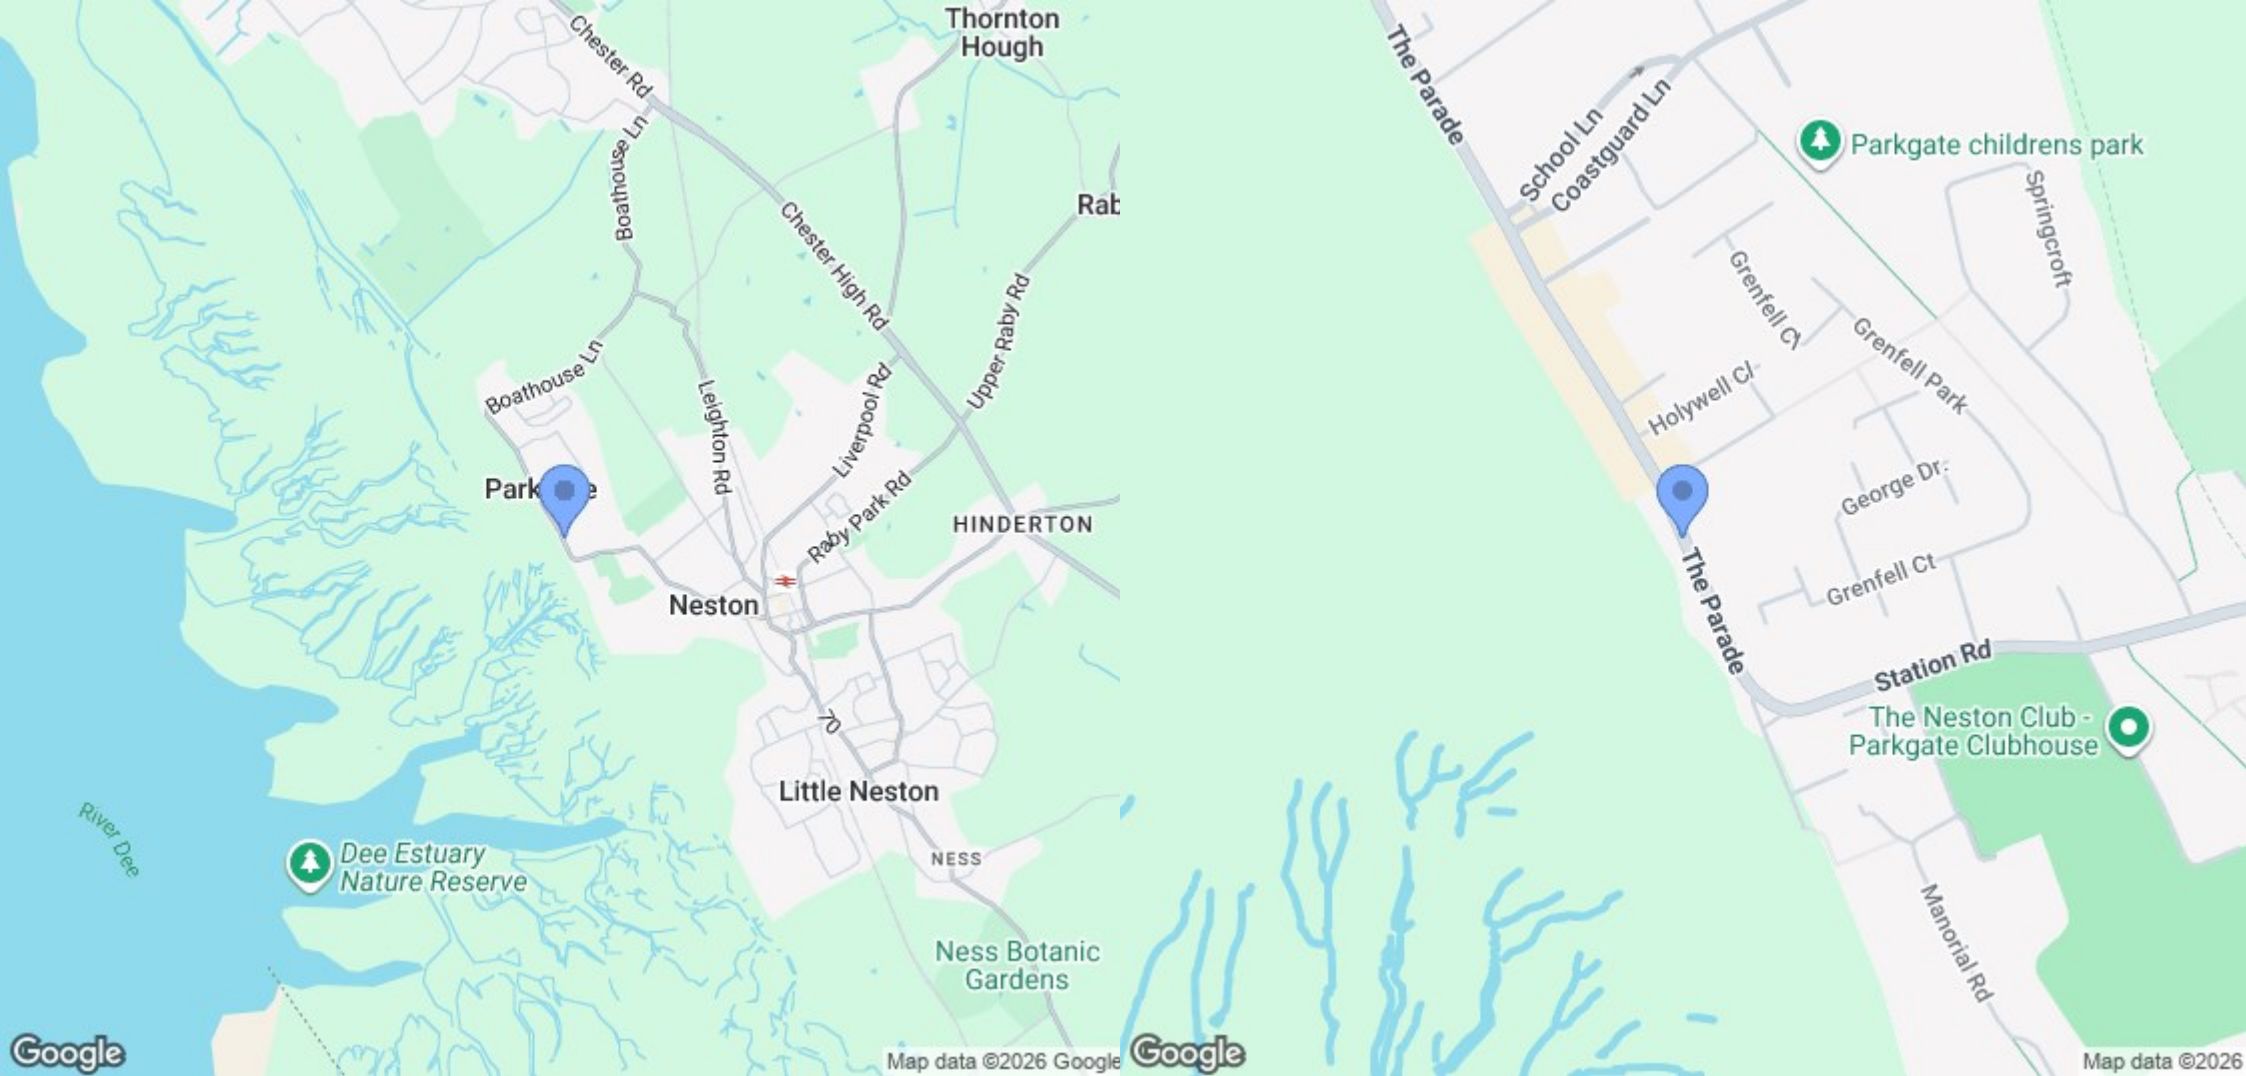 Thornton
Hough
Chester Rd
Boathouse Ln
Chester High Rd
Upper Raby Rd
Boathouse Ln
Leighton Rd
Liverpool Rd
Raby Park Rd
HINDERTON
Neston
Little Neston
70
River Dee
Dee Estuary
Nature Reserve
NESS
Ness Botanic
Gardens
Google
Map data ©2026 Google
The Parade
School Ln
Coastguard Ln
Parkgate childrens park
Springcroft
Grenfell Cl
Grenfell Park
Holywell Cl
George Dr.
Grenfell Ct
The Parade
Station Rd
The Neston Club -
Parkgate Clubhouse
Manorial Rd
Google
Map data ©2026